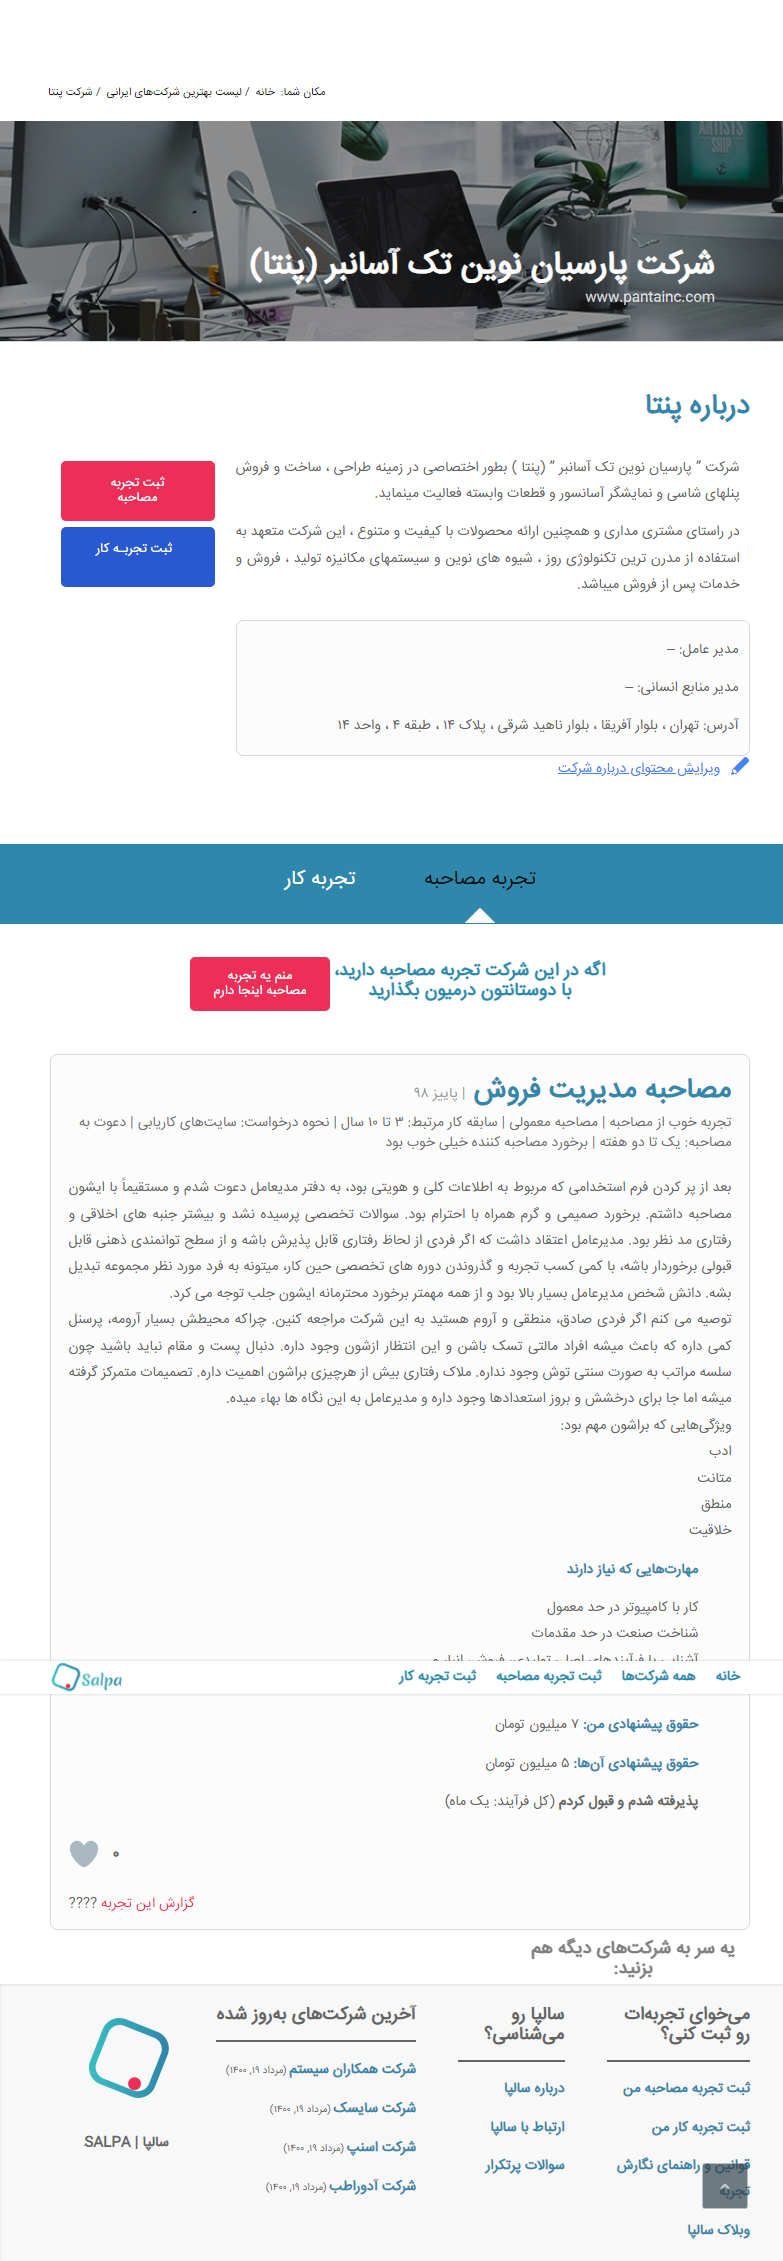 مکان شما: خانه / لیست بهترین شرکت‌های ایرانی / شرکت پنتا
ARTISTS
SHIP
شرکت پارسیان نوین تک آسانبر (پنتا)
www.pantainc.com
درباره پنتا
شرکت " پارسیان نوین تک آسانبر " (پنتا ) بطور اختصاصی در زمینه طراحی ، ساخت و فروش
پنلهای شاسی و نمایشگر آسانسور و قطعات وابسته فعالیت مینماید.
در راستای مشتری مداری و همچنین ارائه محصولات با کیفیت و متنوع ، این شرکت متعهد به
استفاده از مدرن ترین تکنولوژی روز ، شیوه های نوین و سیستمهای مکانیزه تولید ، فروش و
خدمات پس از فروش میباشد.
ثبت تجربه
مصاحبه
ثبت تجربـه کار
مدیر عامل: –
مدیر منابع انسانی: –
آدرس: تهران ، بلوار آفریقا ، بلوار ناهید شرقی ، پلاک ۱۴ ، طبقه ۴ ، واحد ۱۴
ویرایش محتوای درباره شرکت
تجربه مصاحبه
تجربه کار
اگه در این شرکت تجربه مصاحبه دارید،
با دوستانتون درمیون بگذارید
منم یه تجربه
مصاحبه اینجا دارم
مصاحبه مدیریت فروش | پاییز ۹۸
تجربه خوب از مصاحبه | مصاحبه معمولی | سابقه کار مرتبط: ۳ تا ۱۰ سال | نحوه درخواست: سایت‌های کاریابی | دعوت به
مصاحبه: یک تا دو هفته | برخورد مصاحبه کننده خیلی خوب بود
بعد از پر کردن فرم استخدامی که مربوط به اطلاعات کلی و هویتی بود، به دفتر مدیعامل دعوت شدم و مستقیماً با ایشون
مصاحبه داشتم. برخورد صمیمی و گرم همراه با احترام بود. سوالات تخصصی پرسیده نشد و بیشتر جنبه های اخلاقی و
رفتاری مد نظر بود. مدیرعامل اعتقاد داشت که اگر فردی از لحاظ رفتاری قابل پذیرش باشه و از سطح توانمندی ذهنی قابل
قبولی برخوردار باشه، با کمی کسب تجربه و گذروندن دوره های تخصصی حین کار، میتونه به فرد مورد نظر مجموعه تبدیل
بشه. دانش شخص مدیرعامل بسیار بالا بود و از همه مهمتر برخورد محترمانه ایشون جلب توجه می کرد.
توصیه می کنم اگر فردی صادق، منطقی و آروم هستید به این شرکت مراجعه کنین. چراکه محیطش بسیار آرومه، پرسنل
کمی داره که باعث میشه افراد مالتی تسک باشن و این انتظار ازشون وجود داره. دنبال پست و مقام نباید باشید چون
سلسه مراتب به صورت سنتی توش وجود نداره. ملاک رفتاری بیش از هرچیزی براشون اهمیت داره. تصمیمات متمرکز گرفته
میشه اما جا برای درخشش و بروز استعدادها وجود داره و مدیرعامل به این نگاه ها بهاء میده.
ویژگی‌هایی که براشون مهم بود:
ادب
متانت
منطق
خلاقیت
مهارت‌هایی که نیاز دارند
کار با کامپیوتر در حد معمول
شناخت صنعت در حد مقدمات
خانه همه شرکت‌ها ثبت تجربه مصاحبه ثبت تجربه کار
Salpa
حقوق پیشنهادی من: ۷ میلیون تومان
حقوق پیشنهادی آن‌ها: ۵ میلیون تومان
پذیرفته شدم و قبول کردم (کل فرآیند: یک ماه)
۰
گزارش این تجربه ????
یه سر به شرکت‌های دیگه هم
بزنید:
می‌خوای تجربه‌ات
رو ثبت کنی؟
ثبت تجربه مصاحبه من
ثبت تجربه کار من
قوانین و راهنمای نگارش
تجربه
وبلاک سالپا
سالپا رو
می‌شناسی؟
درباره سالپا
ارتباط با سالپا
سوالات پرتکرار
آخرین شرکت‌های به‌روز شده
شرکت همکاران سیستم (مرداد ۱۹, ۱۴۰۰)
شرکت سایسک (مرداد ۱۹, ۱۴۰۰)
شرکت اسنپ (مرداد ۱۹, ۱۴۰۰)
شرکت آدوراطب (مرداد ۱۹, ۱۴۰۰)
سالپا | SALPA